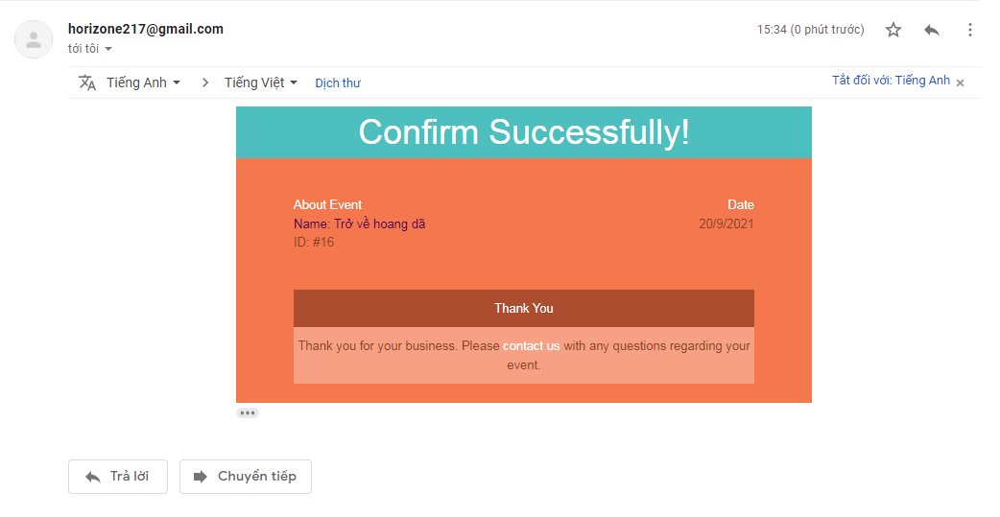 horizone217@gmail.com
15:34 (0 phút trước)
tới tôi
Tiếng Anh
Tiếng Việt
Dịch thư
Tắt đối với: Tiếng Anh
Confirm Successfully!
About Event
Date
Name: Trở về hoang dã
20/9/2021
ID: #16
Thank You
Thank you for your business. Please contact us with any questions regarding your
event.
Trả lời
Chuyển tiếp